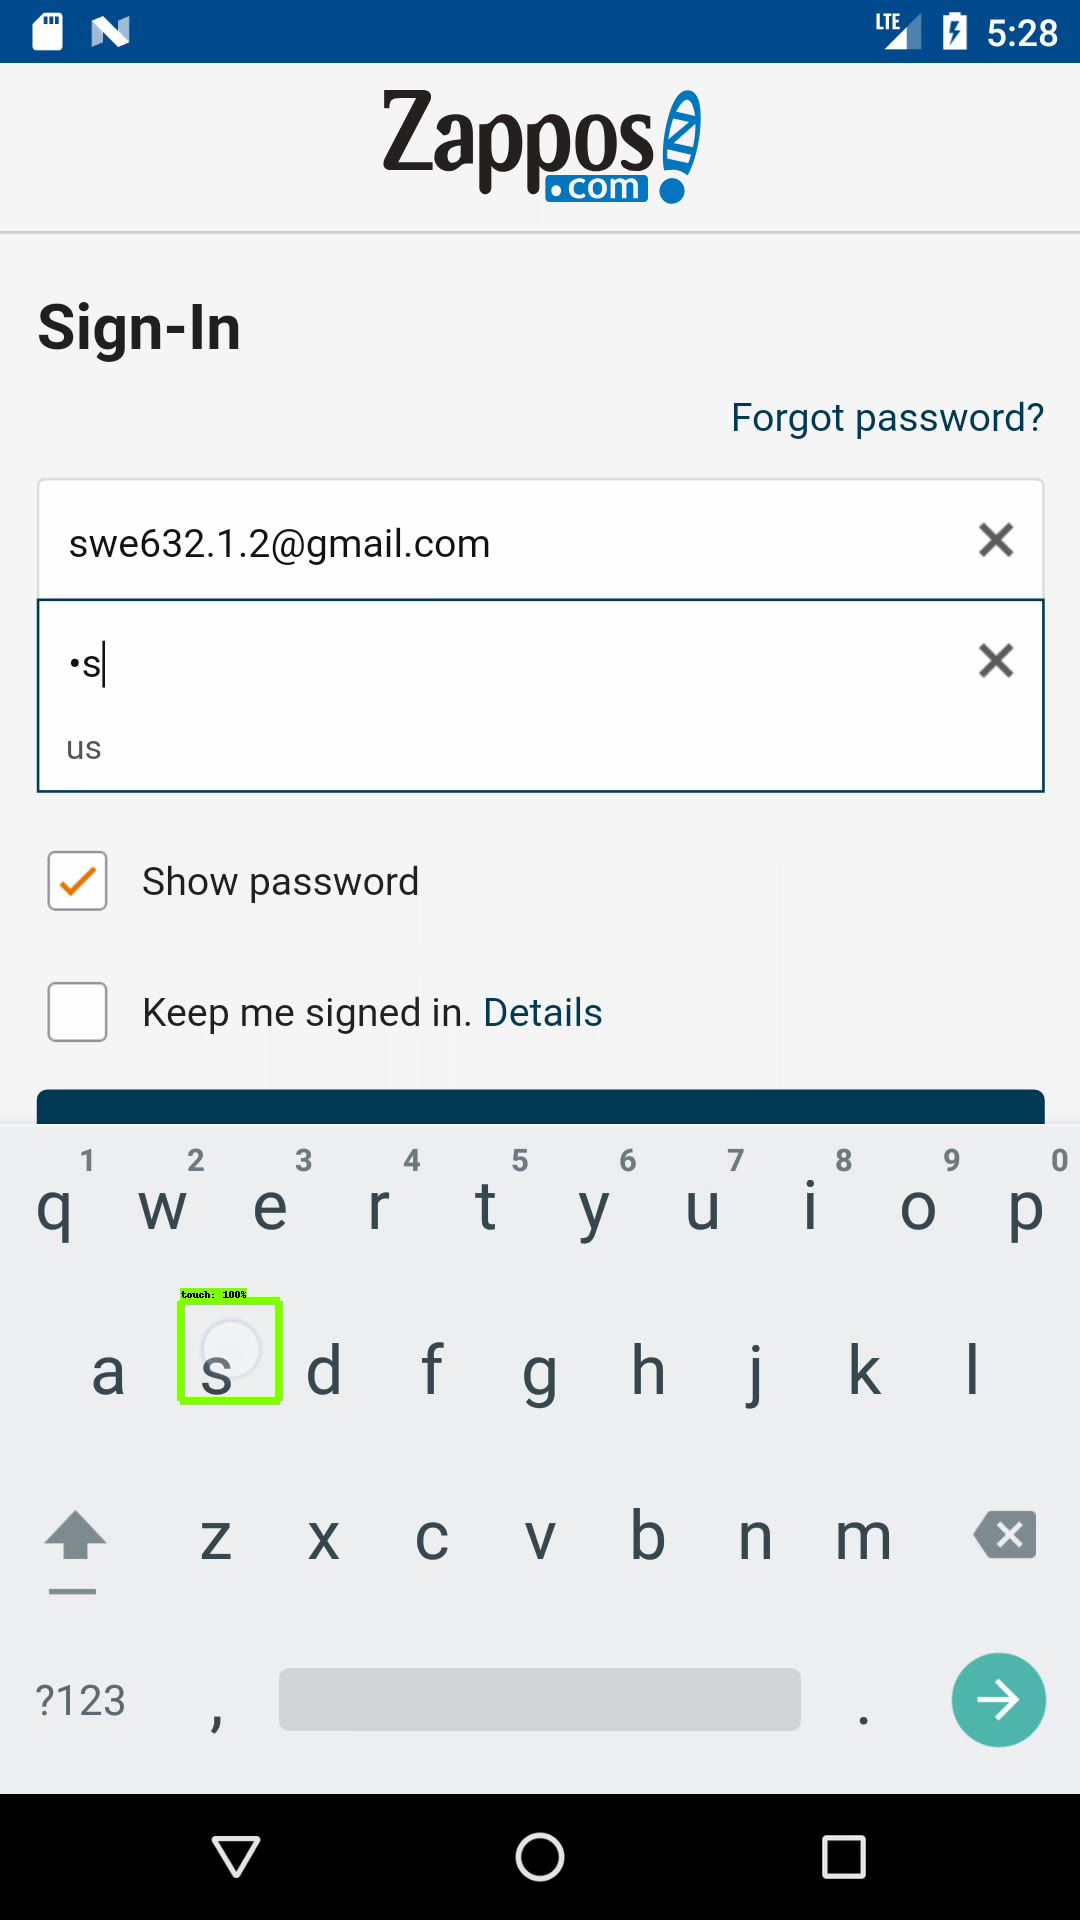 LTE 5:28
Zappos
.com
Sign-In
Forgot password?
swe632.1.2@gmail.com
•s
us
Show password
Keep me signed in. Details
1 2 3 4 5 6 7 8 9 0
q w e r t y u i o p
touch: 100%
a s d f g h j k l
z x c v b n m
?123 , .